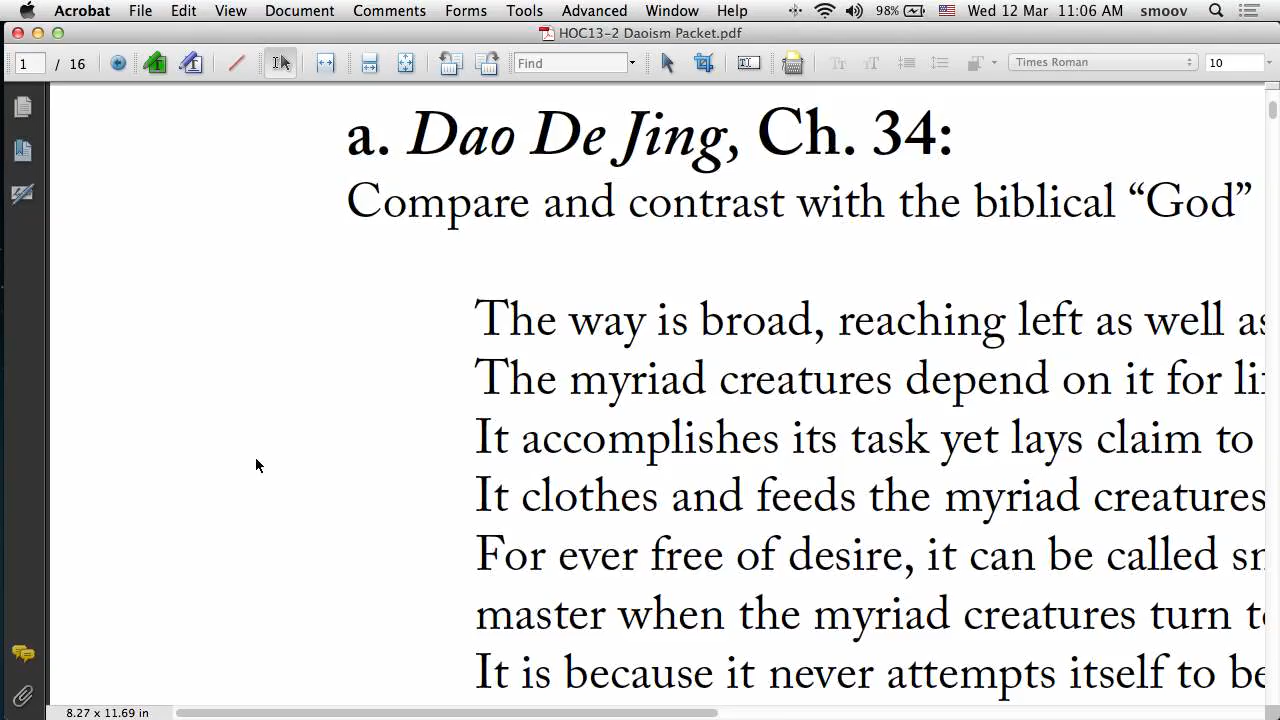 Acrobat File Edit View Document Comments Forms Tools Advanced Window Help 98% Wed 12 Mar 11:06 AM smoov
HOC13-2 Daoism Packet.pdf
1 / 16 Find Times Roman 10
a. Dao De Jing, Ch. 34:
Compare and contrast with the biblical “God”
The way is broad, reaching left as well as
The myriad creatures depend on it for
It accomplishes its task yet lays claim to
It clothes and feeds the myriad creatures
For ever free of desire, it can be called
master when the myriad creatures turn
It is because it never attempts itself to be
8.27 x 11.69 in